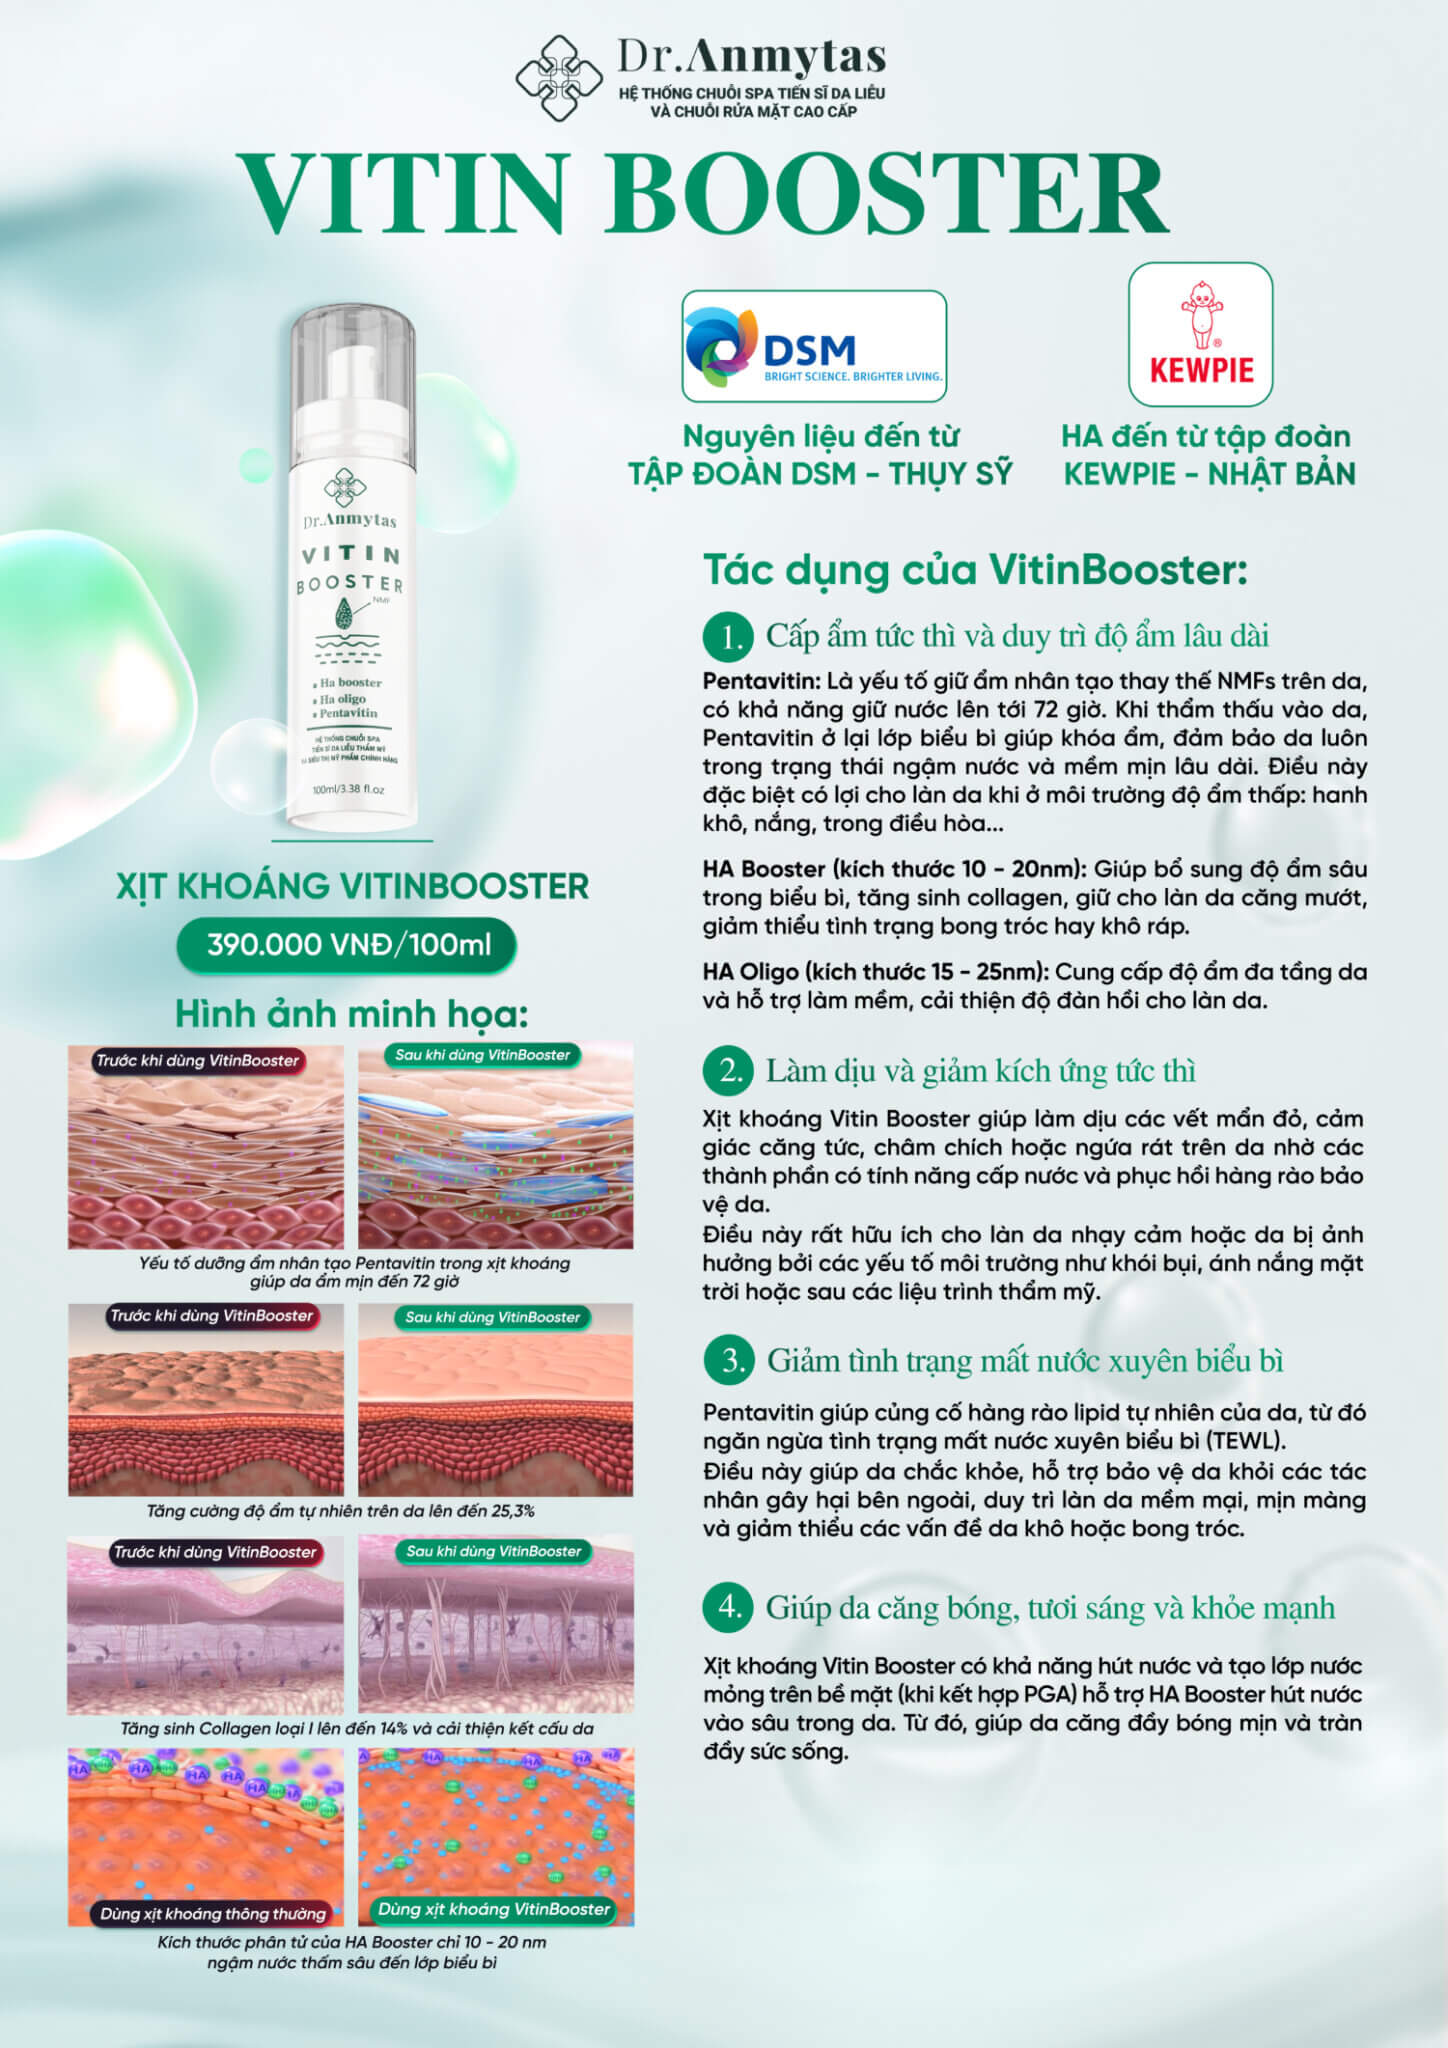 Dr.Anmytas
HỆ THỐNG CHUỖI SPA TIẾN SĨ DA LIỄU
VÀ CHUỖI RỬA MẶT CAO CẤP
VITIN BOOSTER
DSM
BRIGHT SCIENCE. BRIGHTER LIVING.
KEWPIE
®
Nguyên liệu đến từ
TẬP ĐOÀN DSM - THỤY SỸ
HA đến từ tập đoàn
KEWPIE - NHẬT BẢN
Dr.Anmytas
VITIN
BOOSTER
NMF
Ha booster
Ha oligo
Pentavitin
HỆ THỐNG CHUỖI SPA
TIẾN SĨ DA LIỄU THẨM MỸ
VÀ SIÊU THỊ MỸ PHẨM CHÍNH HÃNG
100ml/3.38 fl.oz
XỊT KHOÁNG VITINBOOSTER
390.000 VNĐ/100ml
Hình ảnh minh họa:
Trước khi dùng VitinBooster
Sau khi dùng VitinBooster
Yếu tố dưỡng ẩm nhân tạo Pentavitin trong xịt khoáng
giúp da ẩm mịn đến 72 giờ
Trước khi dùng VitinBooster
Sau khi dùng VitinBooster
Tăng cường độ ẩm tự nhiên trên da lên đến 25,3%
Trước khi dùng VitinBooster
Sau khi dùng VitinBooster
Tăng sinh Collagen loại I lên đến 14% và cải thiện kết cấu da
HA HA HA HA HA
HA HA HA
Dùng xịt khoáng thông thường
Dùng xịt khoáng VitinBooster
Kích thước phân tử của HA Booster chỉ 10 - 20 nm
ngậm nước thấm sâu đến lớp biểu bì
Tác dụng của VitinBooster:
1. Cấp ẩm tức thì và duy trì độ ẩm lâu dài
Pentavitin: Là yếu tố giữ ẩm nhân tạo thay thế NMFs trên da,
có khả năng giữ nước lên tới 72 giờ. Khi thẩm thấu vào da,
Pentavitin ở lại lớp biểu bì giúp khóa ẩm, đảm bảo da luôn
trong trạng thái ngậm nước và mềm mịn lâu dài. Điều này
đặc biệt có lợi cho làn da khi ở môi trường độ ẩm thấp: hanh
khô, nắng, trong điều hòa...
HA Booster (kích thước 10 - 20nm): Giúp bổ sung độ ẩm sâu
trong biểu bì, tăng sinh collagen, giữ cho làn da căng mướt,
giảm thiểu tình trạng bong tróc hay khô ráp.
HA Oligo (kích thước 15 - 25nm): Cung cấp độ ẩm đa tầng da
và hỗ trợ làm mềm, cải thiện độ đàn hồi cho làn da.
2. Làm dịu và giảm kích ứng tức thì
Xịt khoáng Vitin Booster giúp làm dịu các vết mẩn đỏ, cảm
giác căng tức, châm chích hoặc ngứa rát trên da nhờ các
thành phần có tính năng cấp nước và phục hồi hàng rào bảo
vệ da.
Điều này rất hữu ích cho làn da nhạy cảm hoặc da bị ảnh
hưởng bởi các yếu tố môi trường như khói bụi, ánh nắng mặt
trời hoặc sau các liệu trình thẩm mỹ.
3. Giảm tình trạng mất nước xuyên biểu bì
Pentavitin giúp củng cố hàng rào lipid tự nhiên của da, từ đó
ngăn ngừa tình trạng mất nước xuyên biểu bì (TEWL).
Điều này giúp da chắc khỏe, hỗ trợ bảo vệ da khỏi các tác
nhân gây hại bên ngoài, duy trì làn da mềm mại, mịn màng
và giảm thiểu các vấn đề da khô hoặc bong tróc.
4. Giúp da căng bóng, tươi sáng và khỏe mạnh
Xịt khoáng Vitin Booster có khả năng hút nước và tạo lớp nước
mỏng trên bề mặt (khi kết hợp PGA) hỗ trợ HA Booster hút nước
vào sâu trong da. Từ đó, giúp da căng đầy bóng mịn và tràn
đầy sức sống.